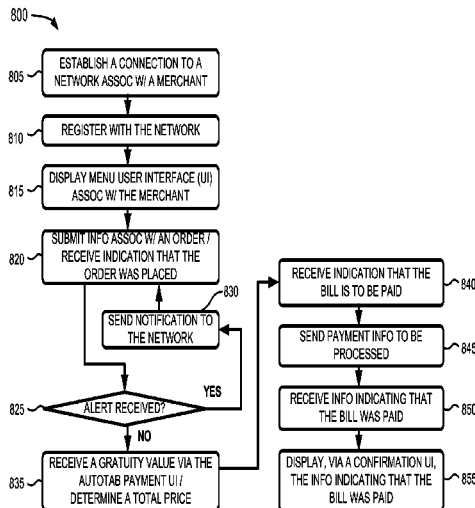 800
805
ESTABLISH A CONNECTION TO A
NETWORK ASSOC W/ A MERCHANT
810
REGISTER WITH THE NETWORK
815
DISPLAY MENU USER INTERFACE (UI)
ASSOC W/ THE MERCHANT
820
SUBMIT INFO ASSOC W/ AN ORDER /
RECEIVE INDICATION THAT THE
ORDER WAS PLACED
830
SEND NOTIFICATION TO
THE NETWORK
825
ALERT RECEIVED?
YES
NO
835
RECEIVE A GRATUITY VALUE VIA THE
AUTOTAB PAYMENT UI /
DETERMINE A TOTAL PRICE
RECEIVE INDICATION THAT THE
BILL IS TO BE PAID
840
SEND PAYMENT INFO TO BE
PROCESSED
845
RECEIVE INFO INDICATING THAT
THE BILL WAS PAID
850
DISPLAY, VIA A CONFIRMATION UI,
THE INFO INDICATING THAT THE
BILL WAS PAID
855